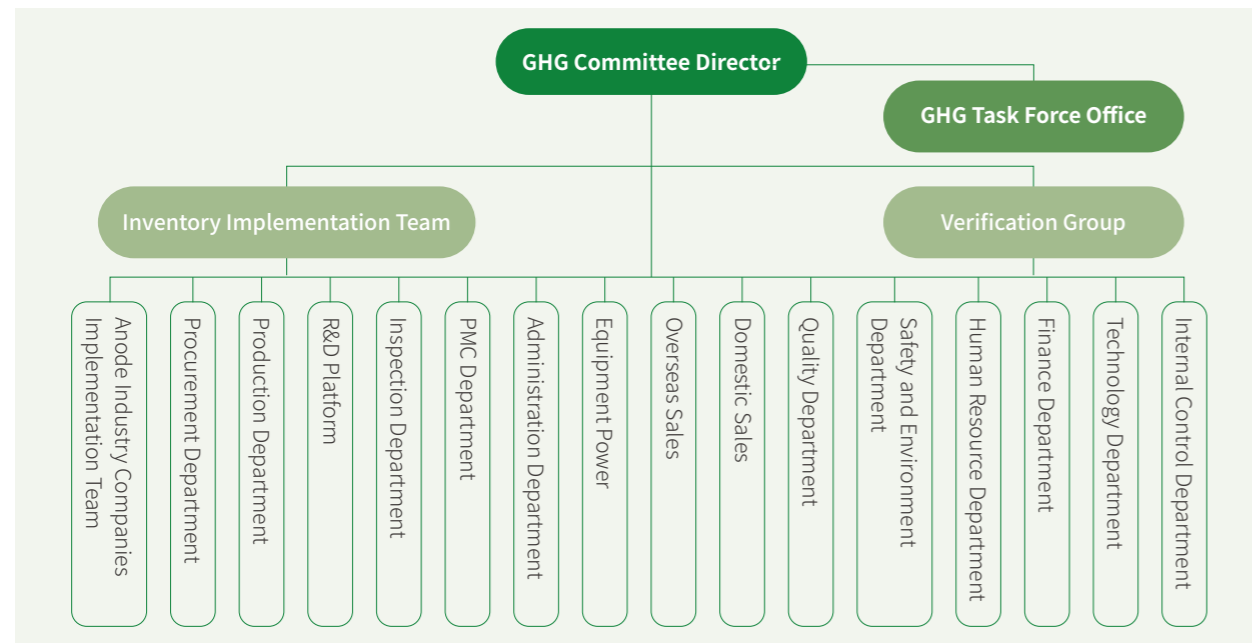 GHG Committee Director
GHG Task Force Office
Inventory Implementation Team
Verification Group
Anode Industry Companies
Implementation Team
Procurement Department
Production Department
R&D Platform
Inspection Department
PMC Department
Administration Department
Equipment Power
Overseas Sales
Domestic Sales
Quality Department
Safety and Environment
Department
Human Resource Department
Finance Department
Technology Department
Internal Control Department